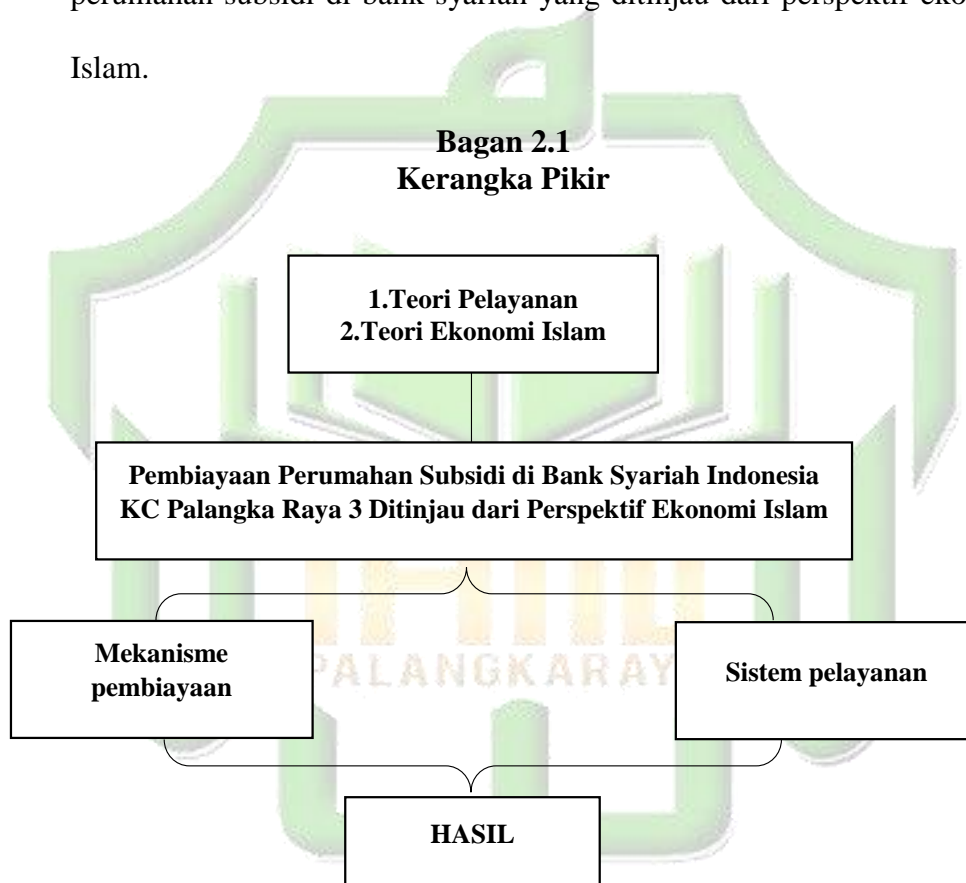 perumahan subsidi di bank syariah yang ditinjau dari perspektif
Islam.
Bagan 2.1
Kerangka Pikir
1.Teori Pelayanan
2.Teori Ekonomi Islam
Pembiayaan Perumahan Subsidi di Bank Syariah Indonesia
KC Palangka Raya 3 Ditinjau dari Perspektif Ekonomi Islam
Mekanisme
pembiayaan
Sistem pelayanan
PALANGKARAYA
HASIL